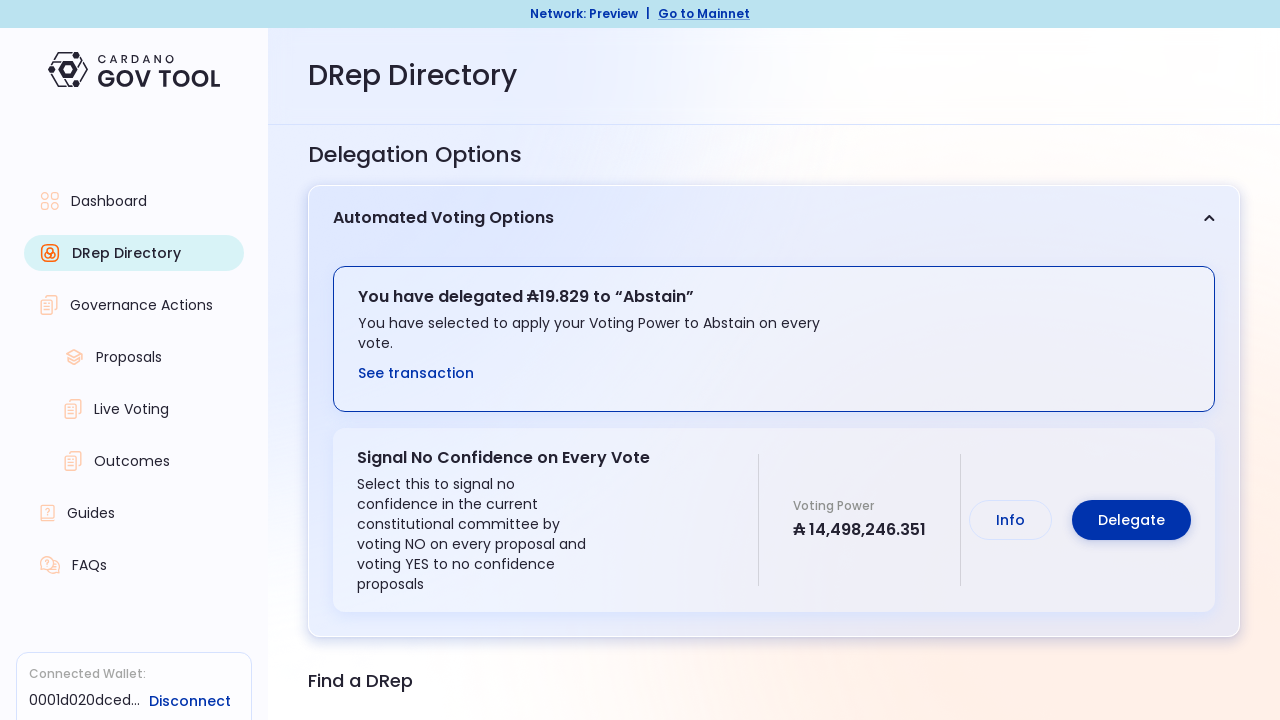 Network: Preview | Go to Mainnet
CARDANO
GOV TOOL
Dashboard
DRep Directory
Governance Actions
Proposals
Live Voting
Outcomes
Guides
FAQs
Connected Wallet:
0001d020dced... Disconnect
DRep Directory
Delegation Options
Automated Voting Options
You have delegated ₳19.829 to “Abstain”
You have selected to apply your Voting Power to Abstain on every
vote.
See transaction
Signal No Confidence on Every Vote
Select this to signal no
confidence in the current
constitutional committee by
voting NO on every proposal and
voting YES to no confidence
proposals
Voting Power
₳ 14,498,246.351
Info
Delegate
Find a DRep